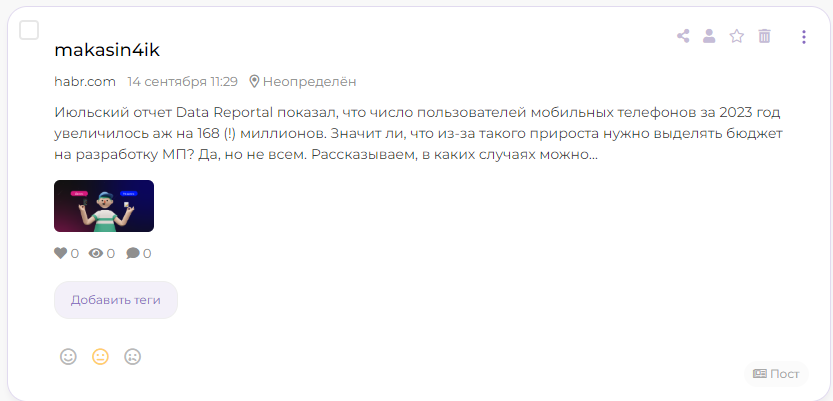 makasin4ik
habr.com 14 сентября 11:29 Неопределён
Июльский отчет Data Reportal показал, что число пользователей мобильных телефонов за 2023 год
увеличилось аж на 168 (!) миллионов. Значит ли, что из-за такого прироста нужно выделять бюджет
на разработку МП? Да, но не всем. Рассказываем, в каких случаях можно...
0 0 0
Добавить теги
Пост